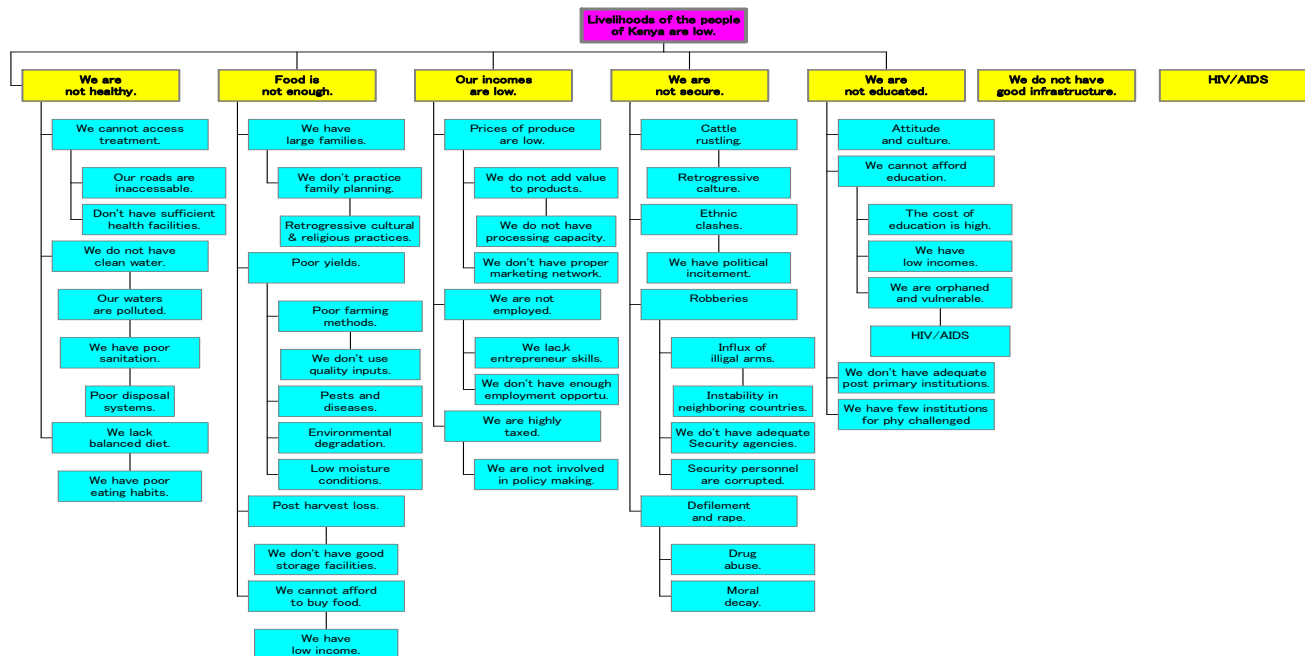 Livelihoods of the people
of Kenya are low.
We are
not healthy.
Food is
not enough.
Our incomes
are low.
We are
not secure.
We are
not educated.
We do not have
good infrastructure.
HIV/AIDS
We cannot access
treatment.
Our roads are
inaccessable.
Don't have sufficient
health facilities.
We do not have
clean water.
Our waters
are polluted.
We have poor
sanitation.
Poor disposal
systems.
We lack
balanced diet.
We have poor
eating habits.
We have
large families.
We don't practice
family planning.
Retrogressive cultural
& religious practices.
Poor yields.
Poor farming
methods.
We don't use
quality inputs.
Pests and
diseases.
Environmental
degradation.
Low moisture
conditions.
Post harvest loss.
We don't have good
storage facilities.
We cannot afford
to buy food.
We have
low income.
Prices of produce
are low.
We do not add value
to products.
We do not have
processing capacity.
We don't have proper
marketing network.
We are not
employed.
We lac,k
entrepreneur skills.
We don't have enough
employment opportu.
We are highly
taxed.
We are not involved
in policy making.
Cattle
rustling.
Retrogressive
calture.
Ethnic
clashes.
We have political
incitement.
Robberies
Influx of
illigal arms.
Instability in
neighboring countries.
We do't have adequate
Security agencies.
Security personnel
are corrupted.
Defilement
and rape.
Drug
abuse.
Moral
decay.
Attitude
and culture.
We cannot afford
education.
The cost of
education is high.
We have
low incomes.
We are orphaned
and vulnerable.
HIV/AIDS
We don't have adequate
post primary institutions.
We have few institutions
for phy challenged